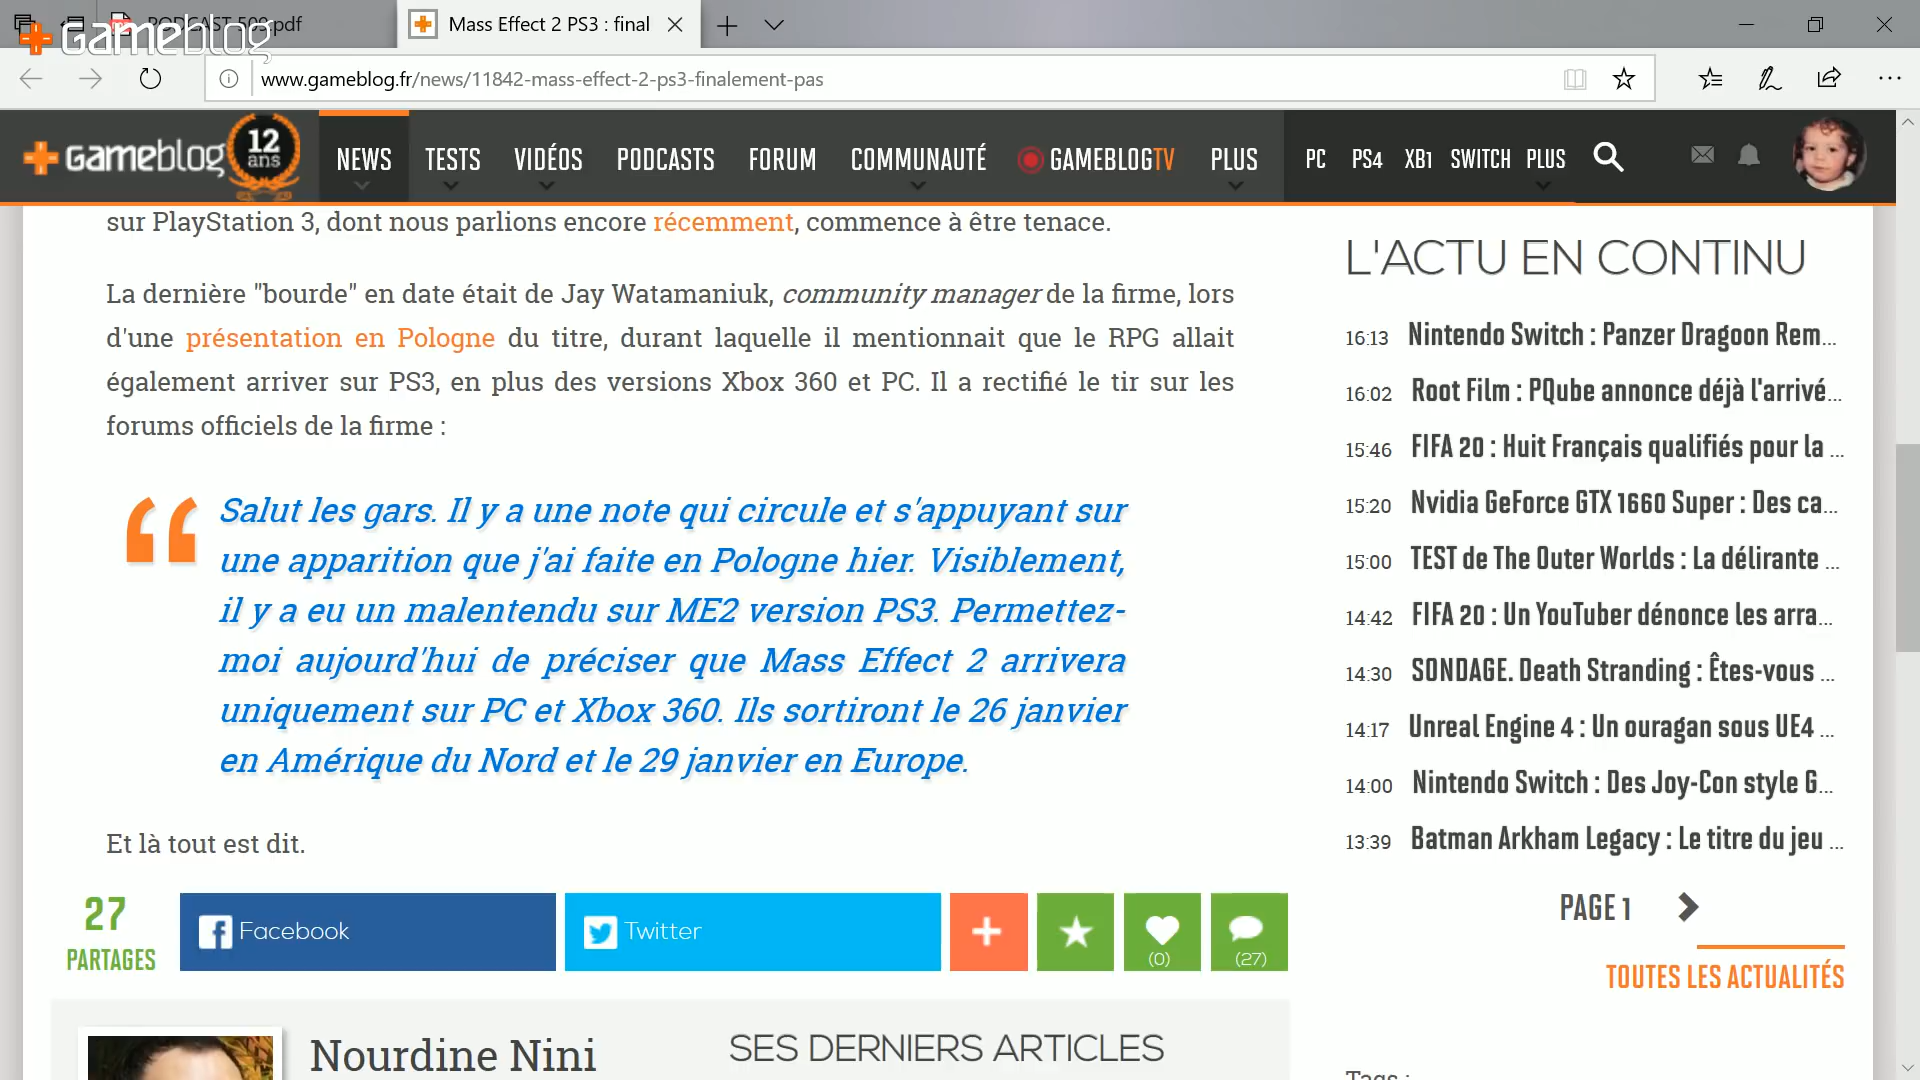 PODCAST 509.pdf
Mass Effect 2 PS3 : final
gameblog
www.gameblog.fr/news/11842-mass-effect-2-ps3-finalement-pas
gameblog
12
ans
NEWS
TESTS
VIDÉOS
PODCASTS
FORUM
COMMUNAUTÉ
GAMEBLOGTV
PLUS
PC
PS4
XB1
SWITCH
PLUS
sur PlayStation 3, dont nous parlions encore récemment, commence à être tenace.
La dernière "bourde" en date était de Jay Watamaniuk, community manager de la firme, lors
d'une présentation en Pologne du titre, durant laquelle il mentionnait que le RPG allait
également arriver sur PS3, en plus des versions Xbox 360 et PC. Il a rectifié le tir sur les
forums officiels de la firme :
“ Salut les gars. Il y a une note qui circule et s'appuyant sur
une apparition que j'ai faite en Pologne hier. Visiblement,
il y a eu un malentendu sur ME2 version PS3. Permettez-
moi aujourd'hui de préciser que Mass Effect 2 arrivera
uniquement sur PC et Xbox 360. Ils sortiront le 26 janvier
en Amérique du Nord et le 29 janvier en Europe.
Et là tout est dit.
27
PARTAGES
Facebook
Twitter
(0)
(27)
Nourdine Nini
SES DERNIERS ARTICLES
L'ACTU EN CONTINU
16:13 Nintendo Switch : Panzer Dragoon Rem...
16:02 Root Film : PQube annonce déjà l'arrivé...
15:46 FIFA 20 : Huit Français qualifiés pour la ...
15:20 Nvidia GeForce GTX 1660 Super : Des ca...
15:00 TEST de The Outer Worlds : La délirante ...
14:42 FIFA 20 : Un YouTuber dénonce les arra...
14:30 SONDAGE. Death Stranding : Êtes-vous ...
14:17 Unreal Engine 4 : Un ouragan sous UE4 ...
14:00 Nintendo Switch : Des Joy-Con style G...
13:39 Batman Arkham Legacy : Le titre du jeu ...
PAGE 1
TOUTES LES ACTUALITÉS
Tags :